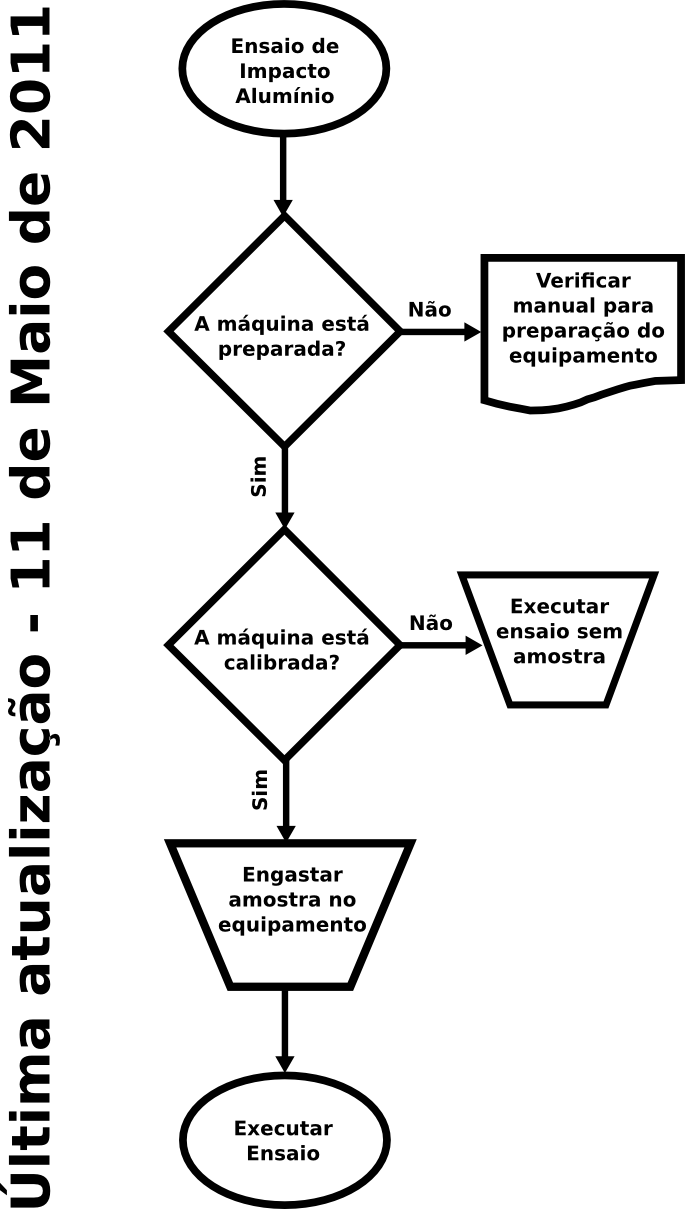 Última atualização - 11 de Maio de 2011
Ensaio de
Impacto
Alumínio
A máquina está
preparada?
Não
Verificar
manual para
preparação do
equipamento
Sim
A máquina está
calibrada?
Não
Executar
ensaio sem
amostra
Sim
Engastar
amostra no
equipamento
Executar
Ensaio